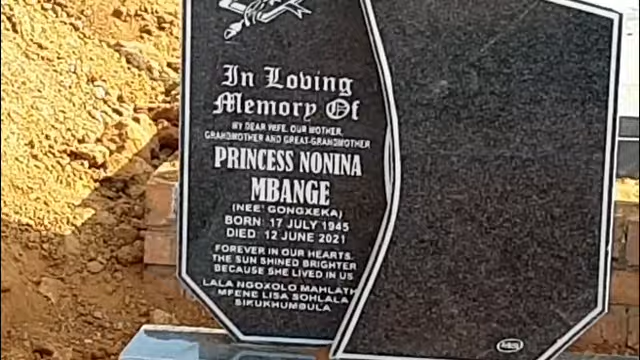 In Loving
Memory Of
MY DEAR WIFE, OUR MOTHER,
GRANDMOTHER AND GREAT-GRANDMOTHER
PRINCESS NONINA
MBANGE
(NEE' GONGXEKA)
BORN: 17 JULY 1945
DIED: 12 JUNE 2021
FOREVER IN OUR HEARTS.
THE SUN SHINED BRIGHTER
BECAUSE SHE LIVED IN US
LALA NGOXOLO MAHLATHI
MFENE LISA SOHLALA
SIKUKHUMBULA